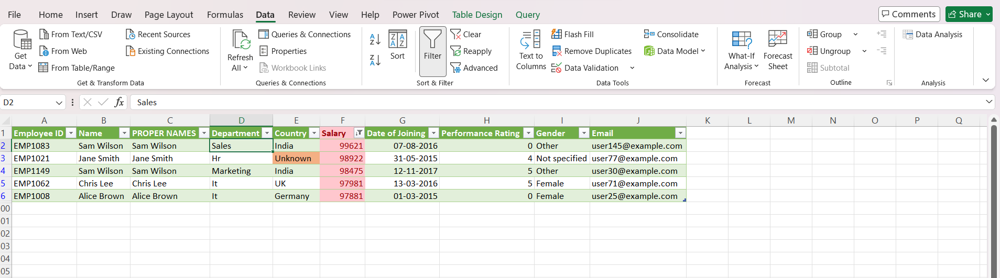 File Home Insert Draw Page Layout Formulas Data Review View Help Power Pivot Table Design Query Comments Share
Get Data
From Text/CSV
From Web
From Table/Range
Recent Sources
Existing Connections
Get & Transform Data
Refresh All
Queries & Connections
Properties
Workbook Links
Queries & Connections
Sort
Filter
Clear
Reapply
Advanced
Sort & Filter
Text to Columns
Flash Fill
Remove Duplicates
Data Validation
Consolidate
Data Model
Data Tools
What-If Analysis
Forecast Sheet
Forecast
Group
Ungroup
Subtotal
Outline
Data Analysis
Analysis
D2 fx Sales
A B C D E F G H I J K L M N O P Q
1 Employee ID Name PROPER NAMES Department Country Salary Date of Joining Performance Rating Gender Email
2 EMP1083 Sam Wilson Sam Wilson Sales India 99621 07-08-2016 0 Other user145@example.com
3 EMP1021 Jane Smith Jane Smith Hr Unknown 98922 31-05-2015 4 Not specified user77@example.com
4 EMP1149 Sam Wilson Sam Wilson Marketing India 98475 12-11-2017 5 Other user30@example.com
5 EMP1062 Chris Lee Chris Lee It UK 97981 13-03-2016 5 Female user71@example.com
6 EMP1008 Alice Brown Alice Brown It Germany 97881 01-03-2015 0 Female user25@example.com
00
01
02
03
04
05